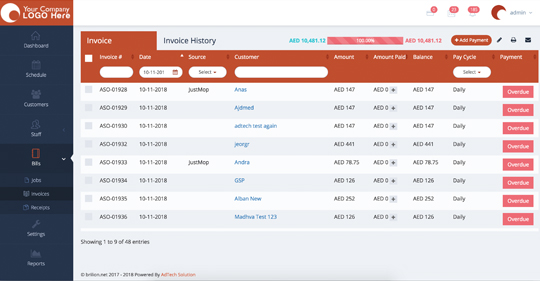 Your Company
LOGO Here
0
23
185
admin
Dashboard
Schedule
Customers
Staff
Bills
Jobs
Invoices
Receipts
Settings
Reports
Invoice
Invoice History
AED 10,481.12
100.00%
AED 10,481.12
Add Payment
Invoice # Date Source Customer Amount Amount Paid Balance Pay Cycle Payment
10-11-201 Select Select
ASO-01928 10-11-2018 JustMop Anas AED 147 AED 0 + AED 147 Daily Overdue
ASO-01929 10-11-2018 Ajdmed AED 147 AED 0 + AED 147 Daily Overdue
ASO-01930 10-11-2018 adtech test again AED 147 AED 0 + AED 147 Daily Overdue
ASO-01932 10-11-2018 jeorgr AED 441 AED 0 + AED 441 Daily Overdue
ASO-01933 10-11-2018 JustMop Andra AED 78.75 AED 0 + AED 78.75 Daily Overdue
ASO-01934 10-11-2018 GSP AED 126 AED 0 + AED 126 Daily Overdue
ASO-01935 10-11-2018 Alban New AED 252 AED 0 + AED 252 Daily Overdue
ASO-01936 10-11-2018 Madhva Test 123 AED 126 AED 0 + AED 126 Daily Overdue
Showing 1 to 9 of 48 entries
© brilion.net 2017 - 2018 Powered By AdTech Solution